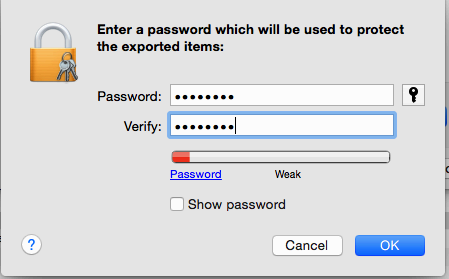 Enter a password which will be used to protect
the exported items:
Password: ••••••••
Verify: ••••••••
Password Weak
Show password
? Cancel OK